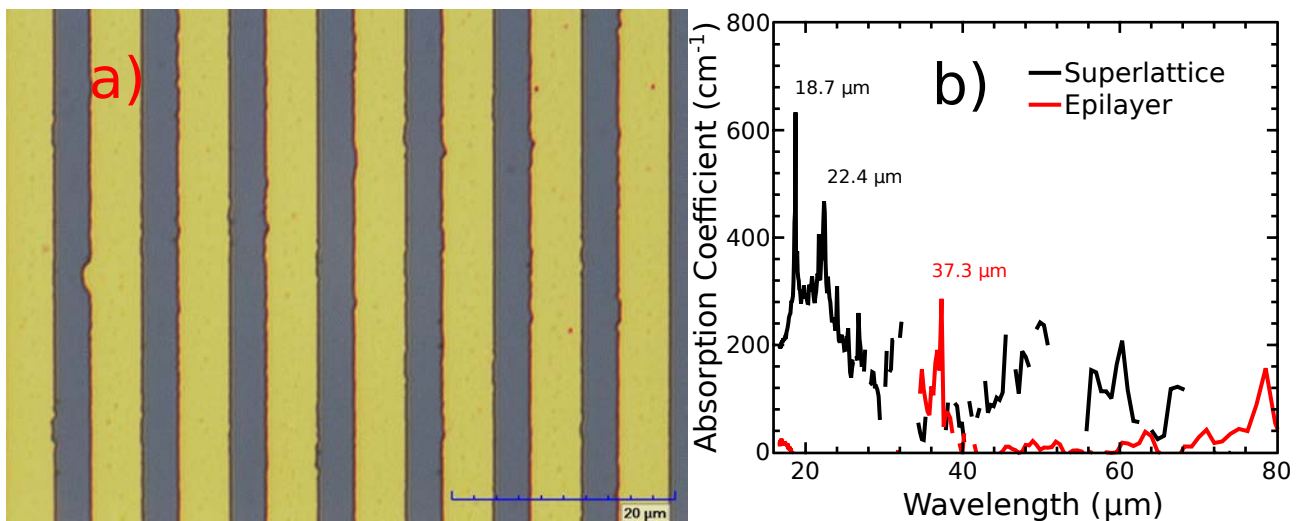 a)
20 µm
b)
Superlattice
Epilayer
18.7 µm
22.4 µm
37.3 µm
800
600
400
200
0
20
40
60
80
Absorption Coefficient (cm⁻¹)
Wavelength (µm)